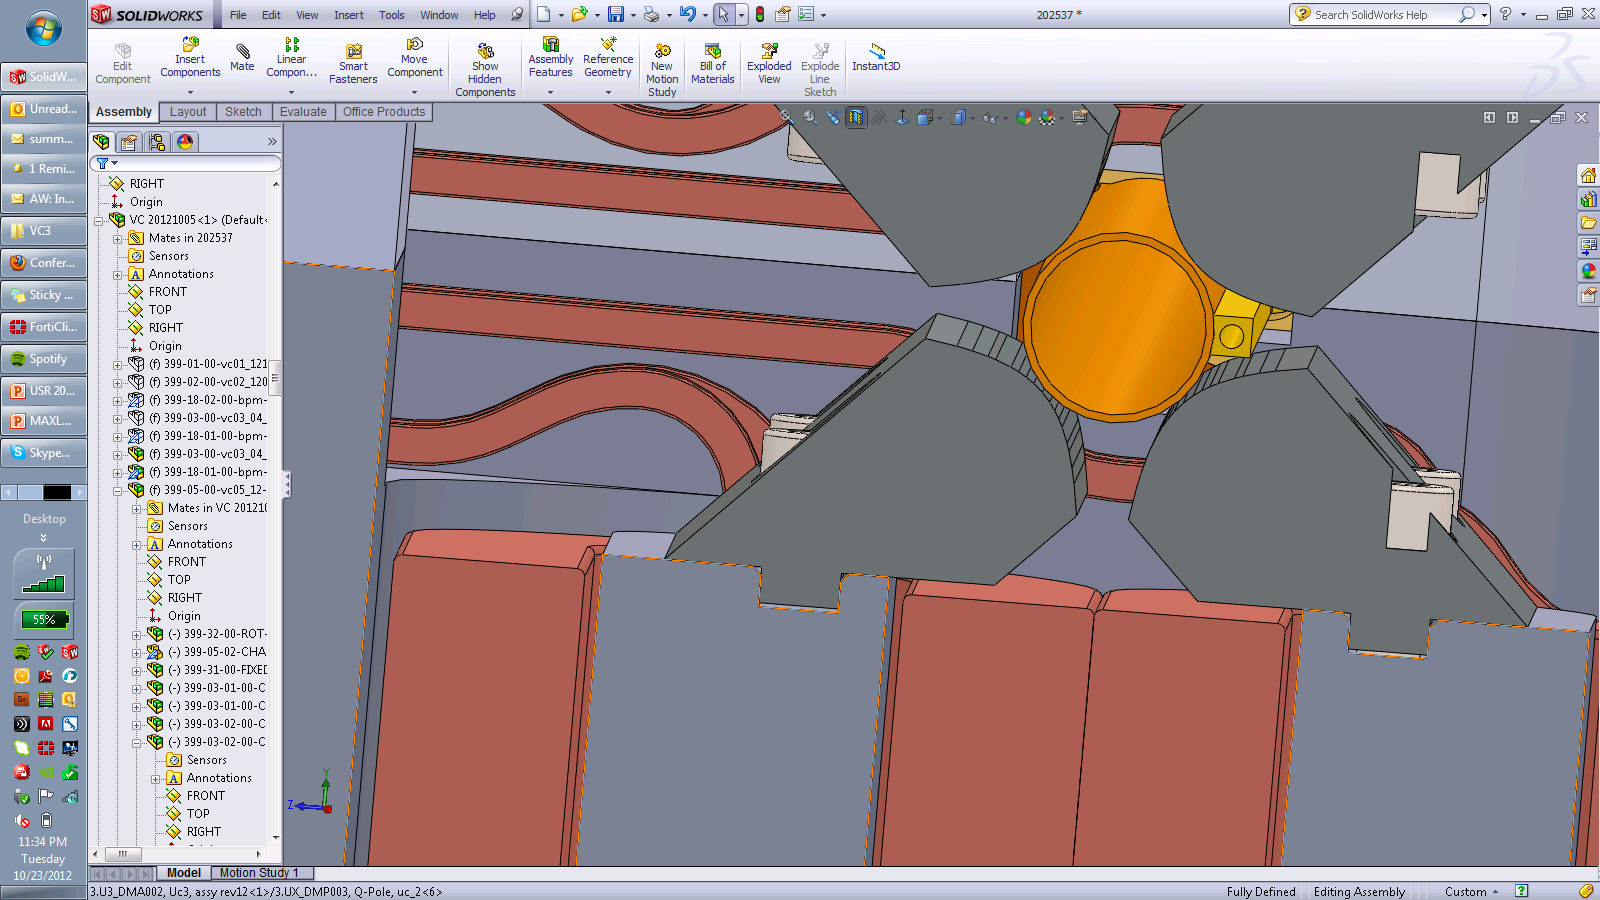 SOLIDWORKS File Edit View Insert Tools Window Help 202537 * Search SolidWorks Help
Edit Component
Insert Components
Mate
Linear Compon...
Smart Fasteners
Move Component
Show Hidden Components
Assembly Features
Reference Geometry
New Motion Study
Bill of Materials
Exploded View
Explode Line Sketch
Instant3D
Assembly Layout Sketch Evaluate Office Products
SolidW...
Unread...
summ...
1 Remi...
AW: In...
VC3
Confer...
Sticky ...
FortiCli...
Spotify
USR 20...
MAXL...
Skype...
Desktop
55%
11:34 PM
Tuesday
10/23/2012
RIGHT
Origin
VC 20121005<1> (Default<
Mates in 202537
Sensors
Annotations
FRONT
TOP
RIGHT
Origin
(f) 399-01-00-vc01_121
(f) 399-02-00-vc02_120
(f) 399-18-02-00-bpm-
(f) 399-03-00-vc03_04_
(f) 399-18-01-00-bpm-
(f) 399-03-00-vc03_04_
(f) 399-18-01-00-bpm-
(f) 399-05-00-vc05_12-
Mates in VC 201210
Sensors
Annotations
FRONT
TOP
RIGHT
Origin
(-) 399-32-00-ROT-
(-) 399-05-02-CHA
(-) 399-31-00-FIXED
(-) 399-03-01-00-C
(-) 399-03-01-00-C
(-) 399-03-02-00-C
(-) 399-03-02-00-C
Sensors
Annotations
FRONT
TOP
RIGHT
Y
Z
Model Motion Study 1
3.U3_DMA002, Uc3, assy rev12<1>/3.UX_DMP003, Q-Pole, uc_2<6> Fully Defined Editing Assembly Custom